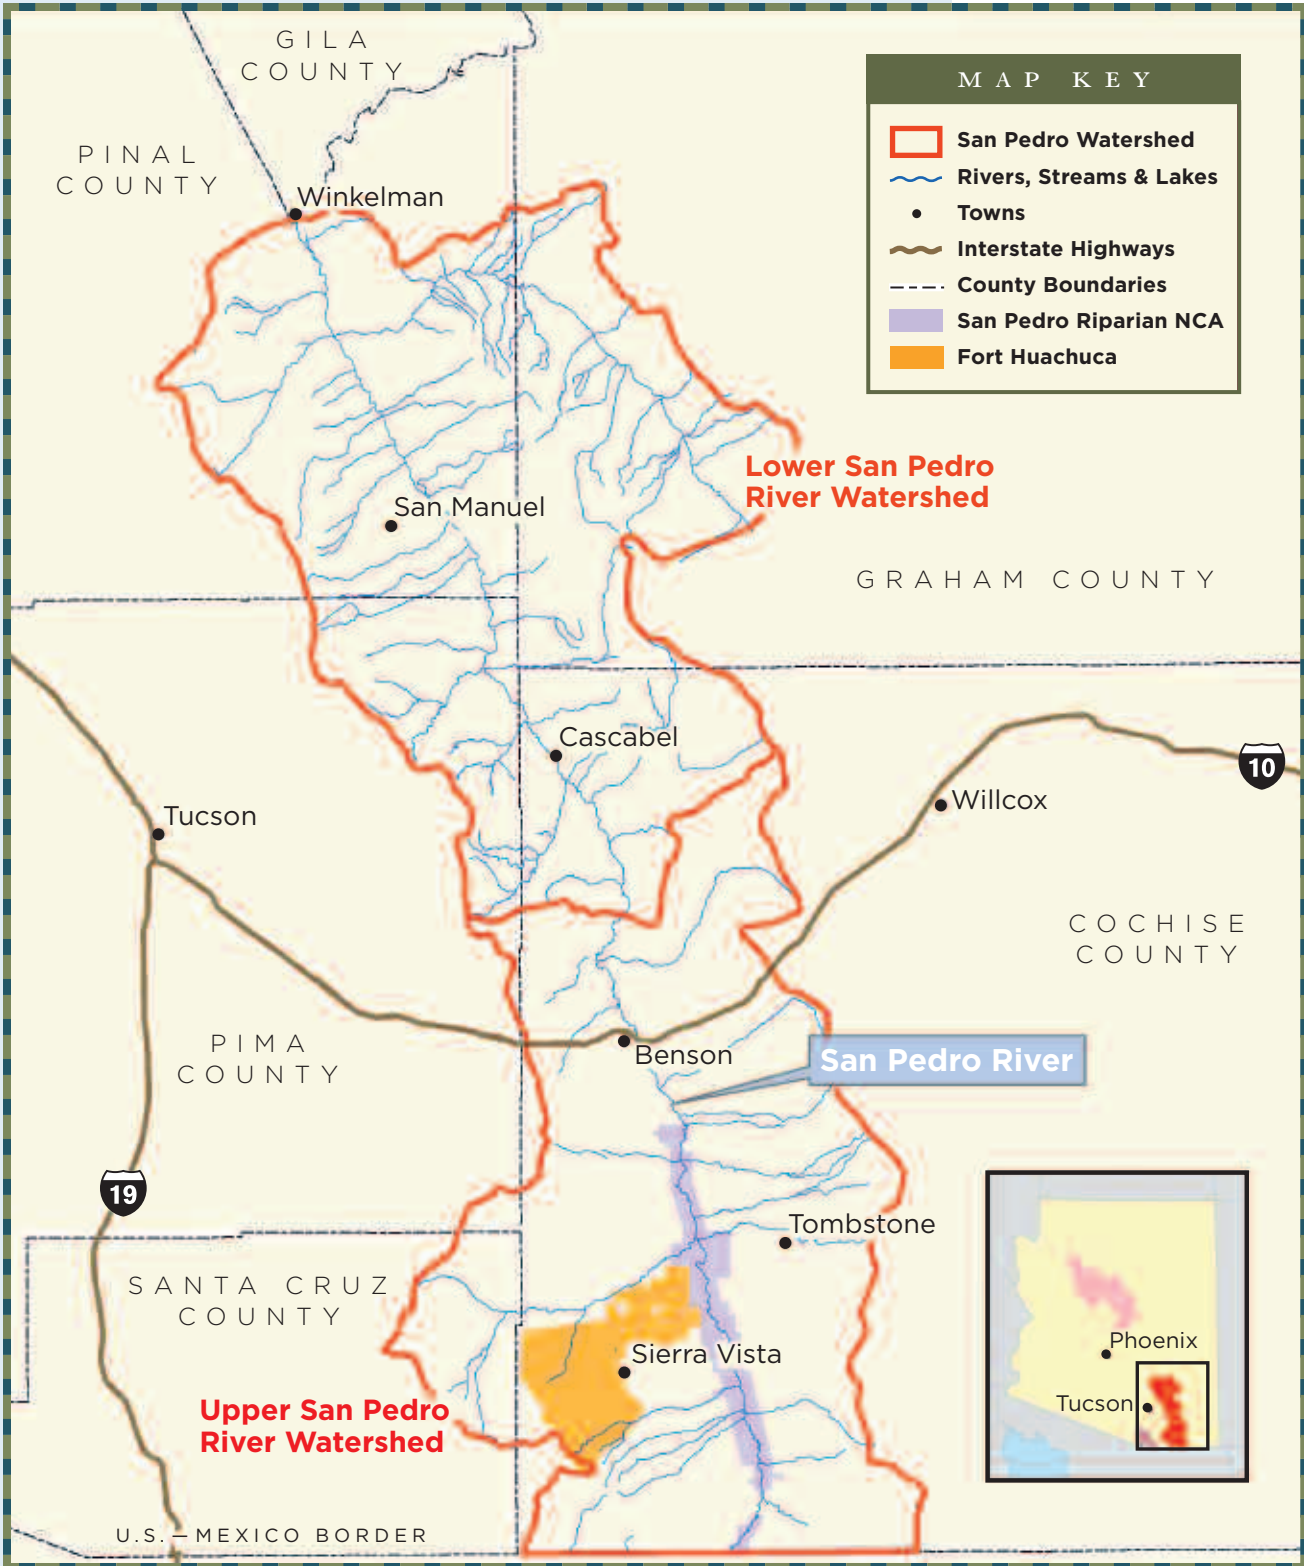 GILA
COUNTY
MAP KEY
San Pedro Watershed
Rivers, Streams & Lakes
Towns
Interstate Highways
County Boundaries
San Pedro Riparian NCA
Fort Huachuca
PINAL
COUNTY
Winkelman
Lower San Pedro
River Watershed
San Manuel
GRAHAM COUNTY
Cascabel
10
Willcox
Tucson
COCHISE
COUNTY
PIMA
COUNTY
Benson
San Pedro River
19
Tombstone
SANTA CRUZ
COUNTY
Sierra Vista
Phoenix
Tucson
Upper San Pedro
River Watershed
U.S.—MEXICO BORDER